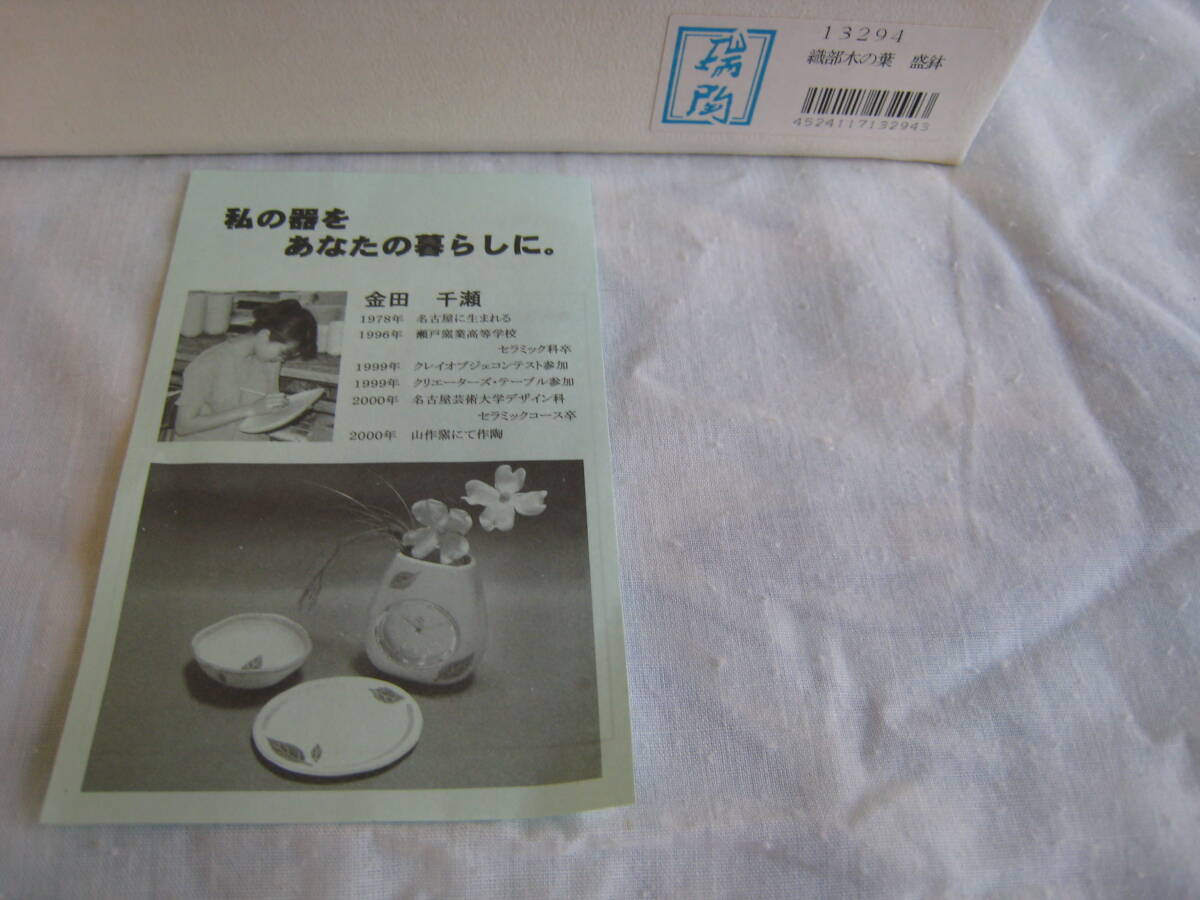 瑞陶
13294
織部木の葉　盛鉢
4524117132943
私の器を
あなたの暮らしに。
金田　千瀬
1978年　名古屋に生まれる
1996年　瀬戸窯業高等学校
セラミック科卒
1999年　クレイオブジェコンテスト参加
1999年　クリエーターズ・テーブル参加
2000年　名古屋芸術大学デザイン科
セラミックコース卒
2000年　山作窯にて作陶